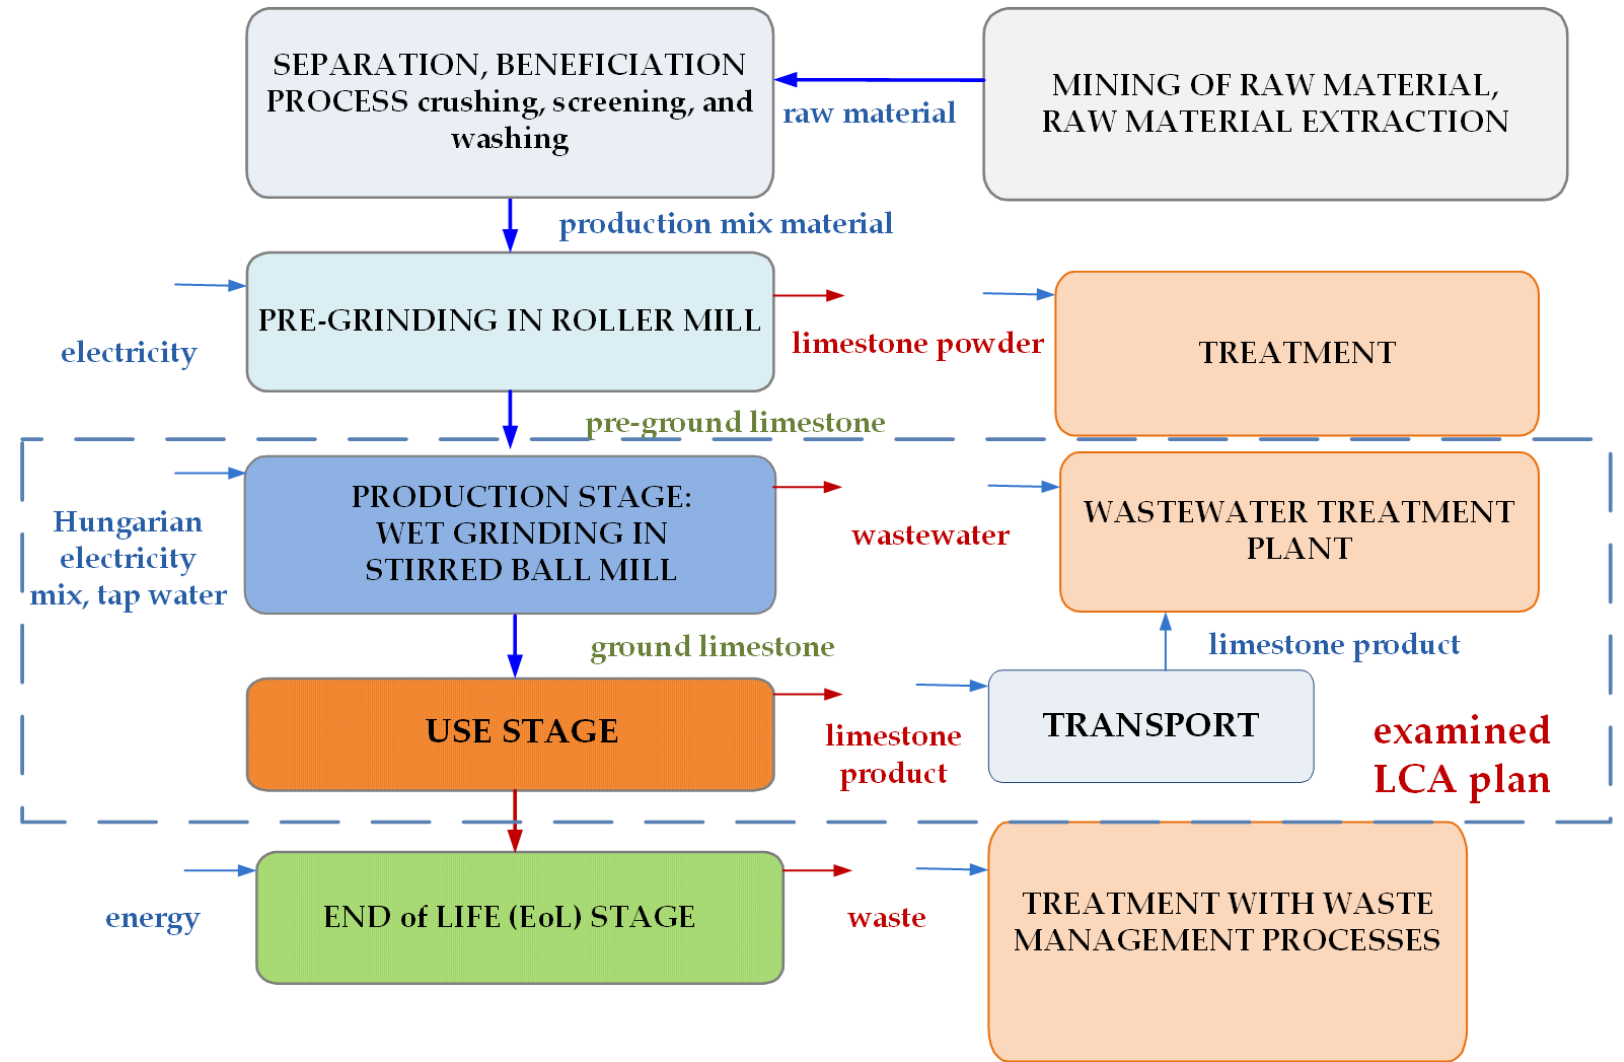 SEPARATION, BENEFICIATION
PROCESS crushing, screening, and
washing
MINING OF RAW MATERIAL,
RAW MATERIAL EXTRACTION
raw material
production mix material
electricity
PRE-GRINDING IN ROLLER MILL
limestone powder
TREATMENT
pre-ground limestone
Hungarian
electricity
mix, tap water
PRODUCTION STAGE:
WET GRINDING IN
STIRRED BALL MILL
wastewater
WASTEWATER TREATMENT
PLANT
ground limestone
limestone product
USE STAGE
limestone
product
TRANSPORT
examined
LCA plan
energy
END of LIFE (EoL) STAGE
waste
TREATMENT WITH WASTE
MANAGEMENT PROCESSES